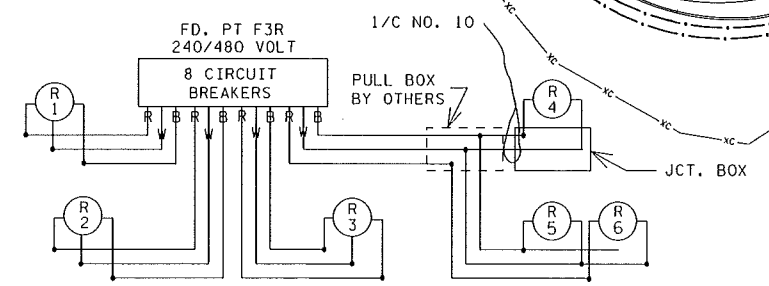 FD. PT F3R
240/480 VOLT
1/C NO. 10
8 CIRCUIT
BREAKERS
PULL BOX
BY OTHERS
R
1
R
4
R W B R W B R W B R W B
JCT. BOX
R
2
R
3
R
5
R
6
XC
XC
XC
XC
XC